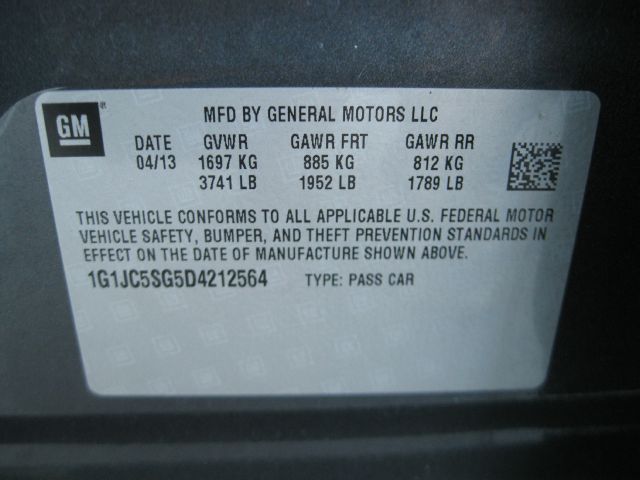 GM
MFD BY GENERAL MOTORS LLC
DATE GVWR GAWR FRT GAWR RR
04/13 1697 KG 885 KG 812 KG
3741 LB 1952 LB 1789 LB
THIS VEHICLE CONFORMS TO ALL APPLICABLE U.S. FEDERAL MOTOR
VEHICLE SAFETY, BUMPER, AND THEFT PREVENTION STANDARDS IN
EFFECT ON THE DATE OF MANUFACTURE SHOWN ABOVE.
1G1JC5SG5D4212564 TYPE: PASS CAR